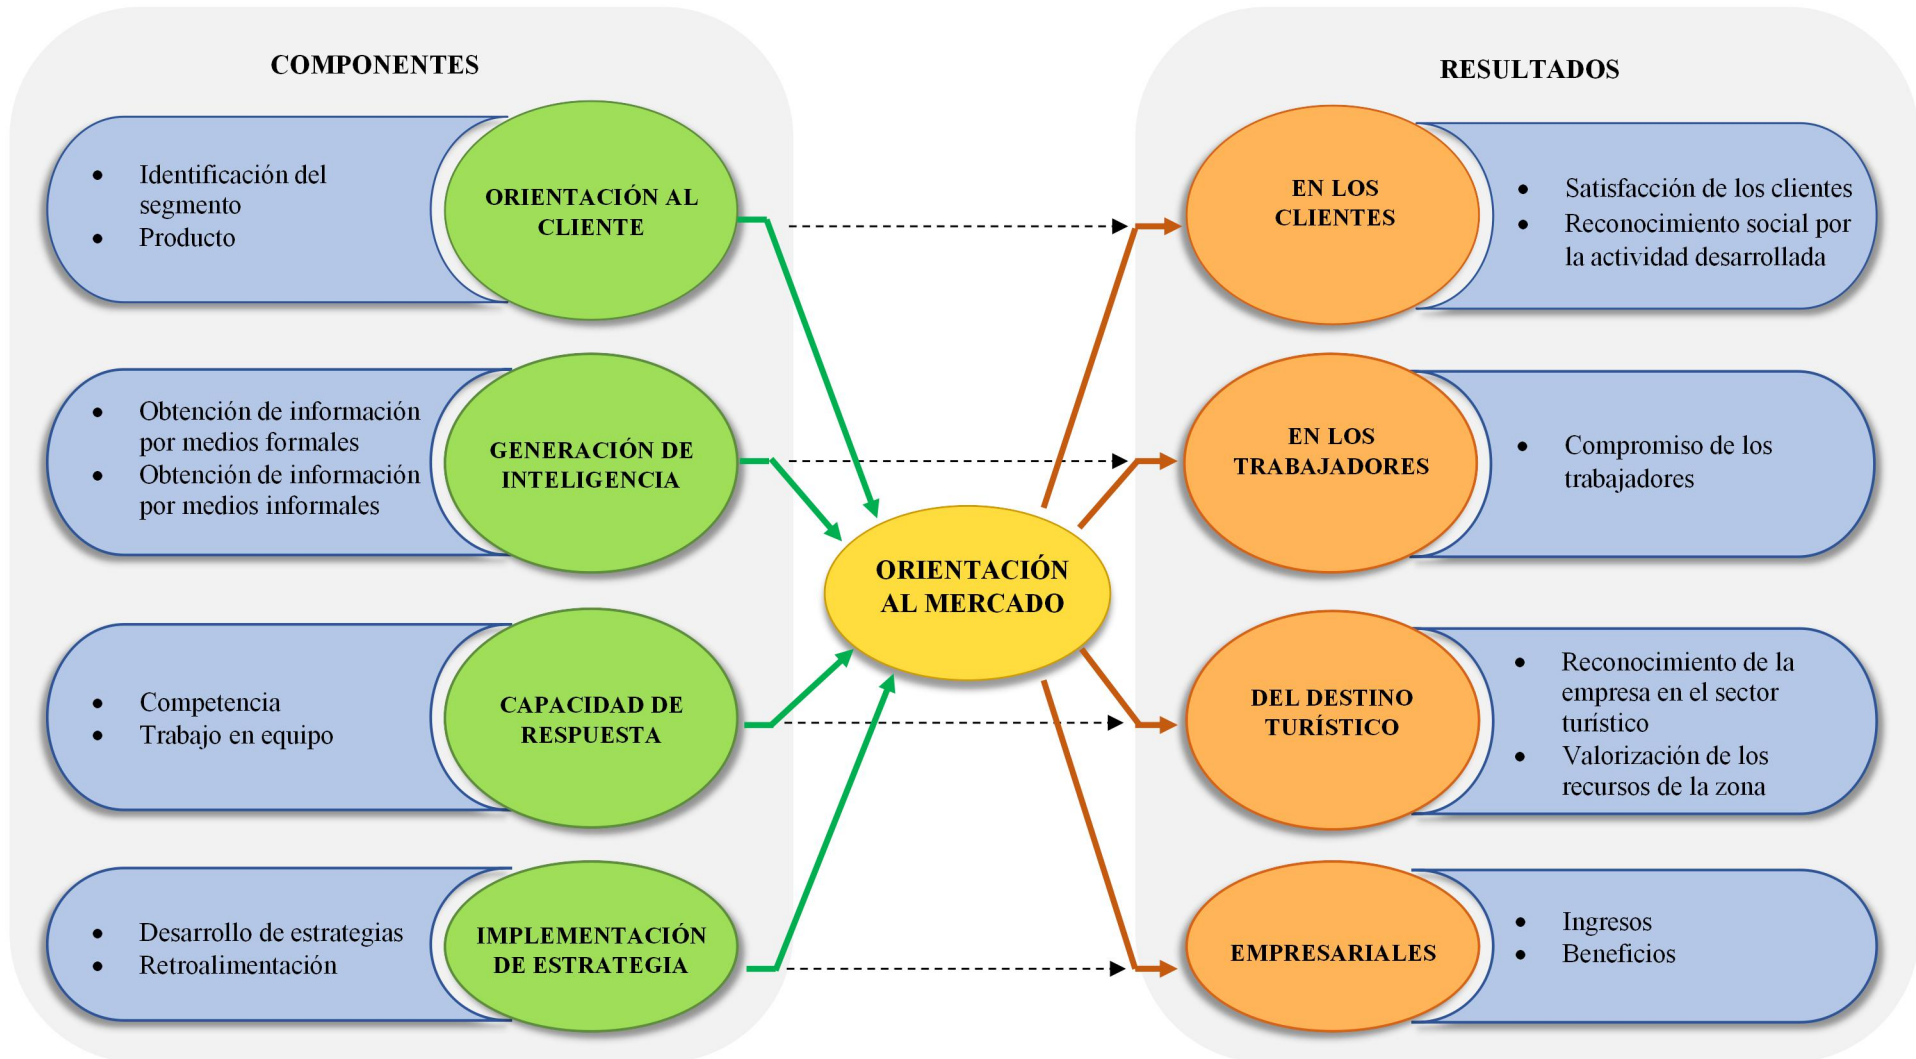 COMPONENTES
• Identificación del
segmento
• Producto
ORIENTACIÓN AL
CLIENTE
• Obtención de información
por medios formales
• Obtención de información
por medios informales
GENERACIÓN DE
INTELIGENCIA
• Competencia
• Trabajo en equipo
CAPACIDAD DE
RESPUESTA
• Desarrollo de estrategias
• Retroalimentación
IMPLEMENTACIÓN
DE ESTRATEGIA
ORIENTACIÓN
AL MERCADO
RESULTADOS
EN LOS
CLIENTES
• Satisfacción de los clientes
• Reconocimiento social por
la actividad desarrollada
EN LOS
TRABAJADORES
• Compromiso de los
trabajadores
DEL DESTINO
TURÍSTICO
• Reconocimiento de la
empresa en el sector
turístico
• Valorización de los
recursos de la zona
EMPRESARIALES
• Ingresos
• Beneficios